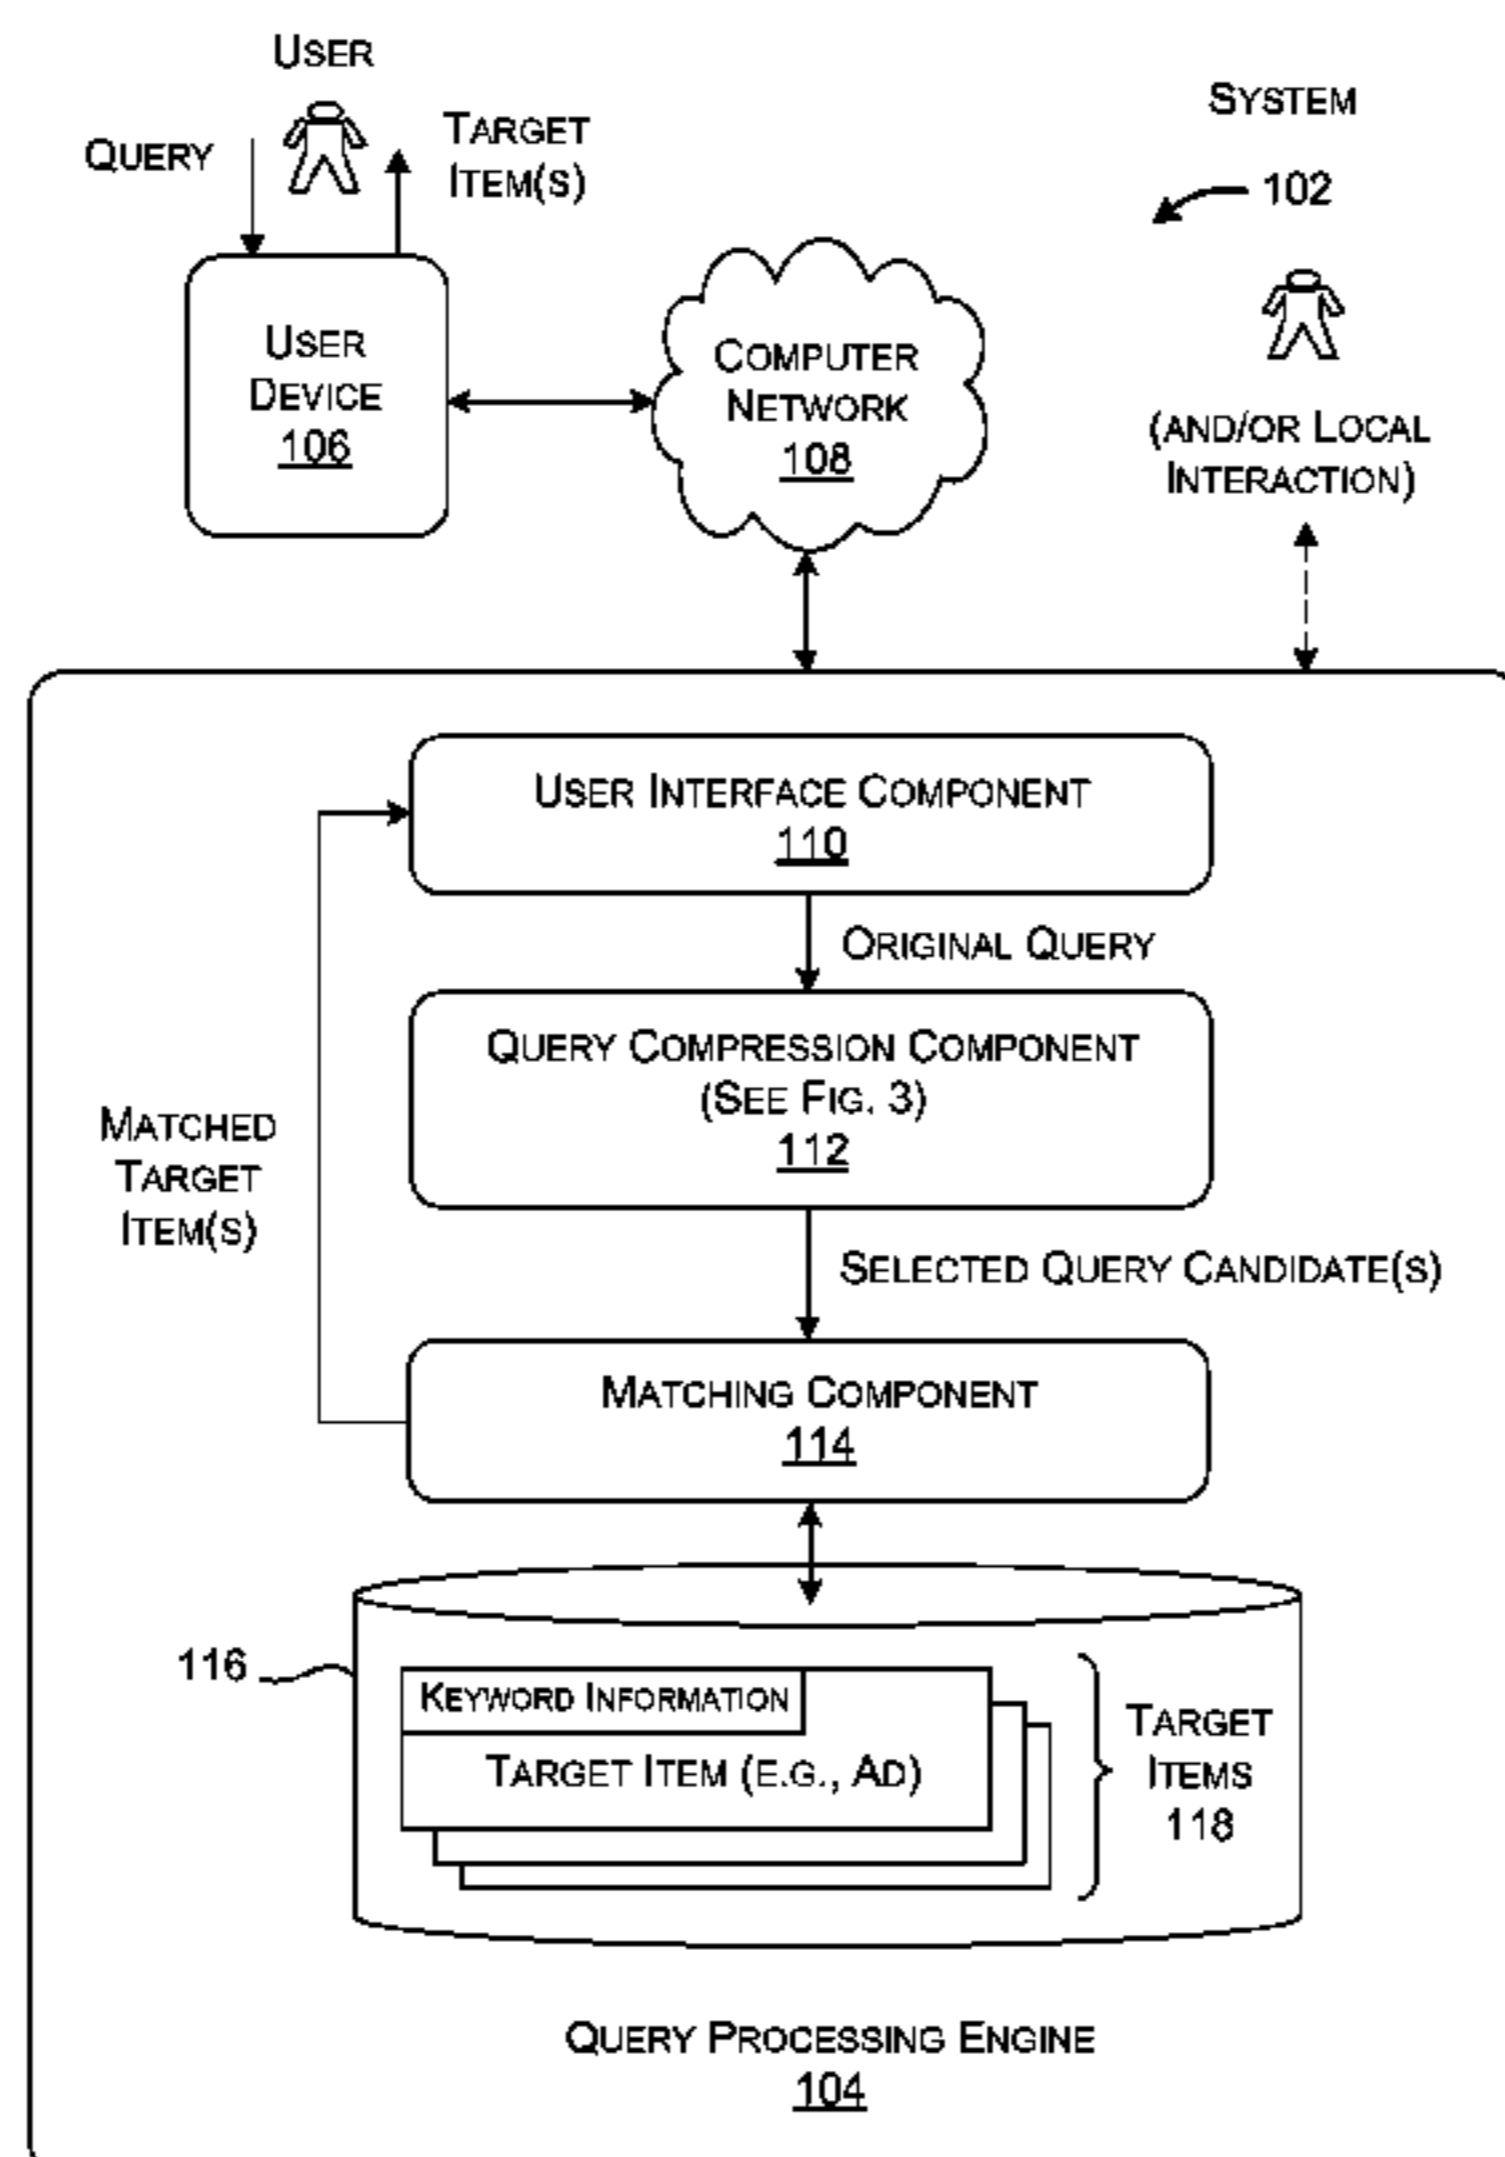 USER
QUERY
TARGET
ITEM(S)
SYSTEM
102
USER
DEVICE
106
COMPUTER
NETWORK
108
(AND/OR LOCAL
INTERACTION)
USER INTERFACE COMPONENT
110
ORIGINAL QUERY
QUERY COMPRESSION COMPONENT
(SEE FIG. 3)
112
MATCHED
TARGET
ITEM(S)
SELECTED QUERY CANDIDATE(S)
MATCHING COMPONENT
114
116
KEYWORD INFORMATION
TARGET ITEM (E.G., AD)
TARGET
ITEMS
118
QUERY PROCESSING ENGINE
104